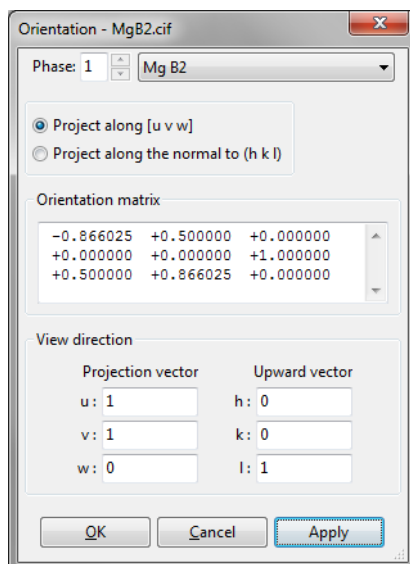 Orientation - MgB2.cif
Phase: 1 Mg B2
Project along [u v w]
Project along the normal to (h k l)
Orientation matrix
-0.866025 +0.500000 +0.000000
+0.000000 +0.000000 +1.000000
+0.500000 +0.866025 +0.000000
View direction
Projection vector Upward vector
u: 1 h: 0
v: 1 k: 0
w: 0 l: 1
OK Cancel Apply